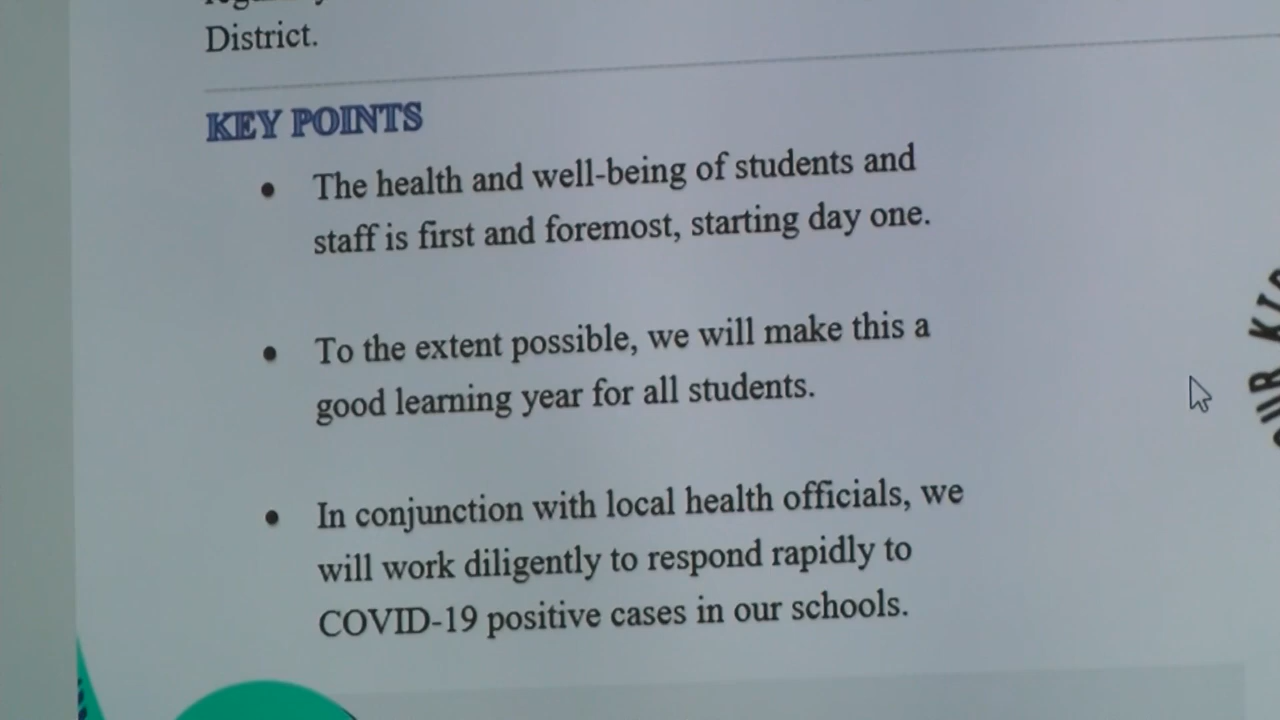 District.
KEY POINTS
• The health and well-being of students and
staff is first and foremost, starting day one.
• To the extent possible, we will make this a
good learning year for all students.
• In conjunction with local health officials, we
will work diligently to respond rapidly to
COVID-19 positive cases in our schools.